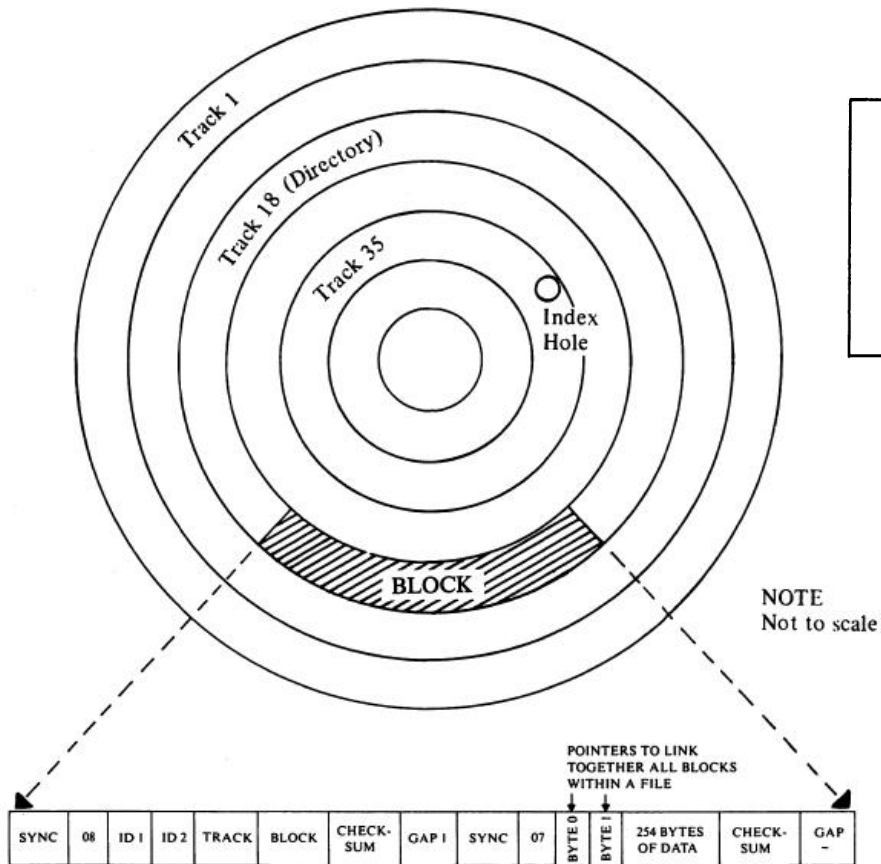 Track 1
Track 18 (Directory)
Track 35
Index
Hole
BLOCK
NOTE
Not to scale
POINTERS TO LINK
TOGETHER ALL BLOCKS
WITHIN A FILE
SYNC
08
ID 1
ID 2
TRACK
BLOCK
CHECK-
SUM
GAP 1
SYNC
07
BYTE 0
BYTE 1
254 BYTES
OF DATA
CHECK-
SUM
GAP
-